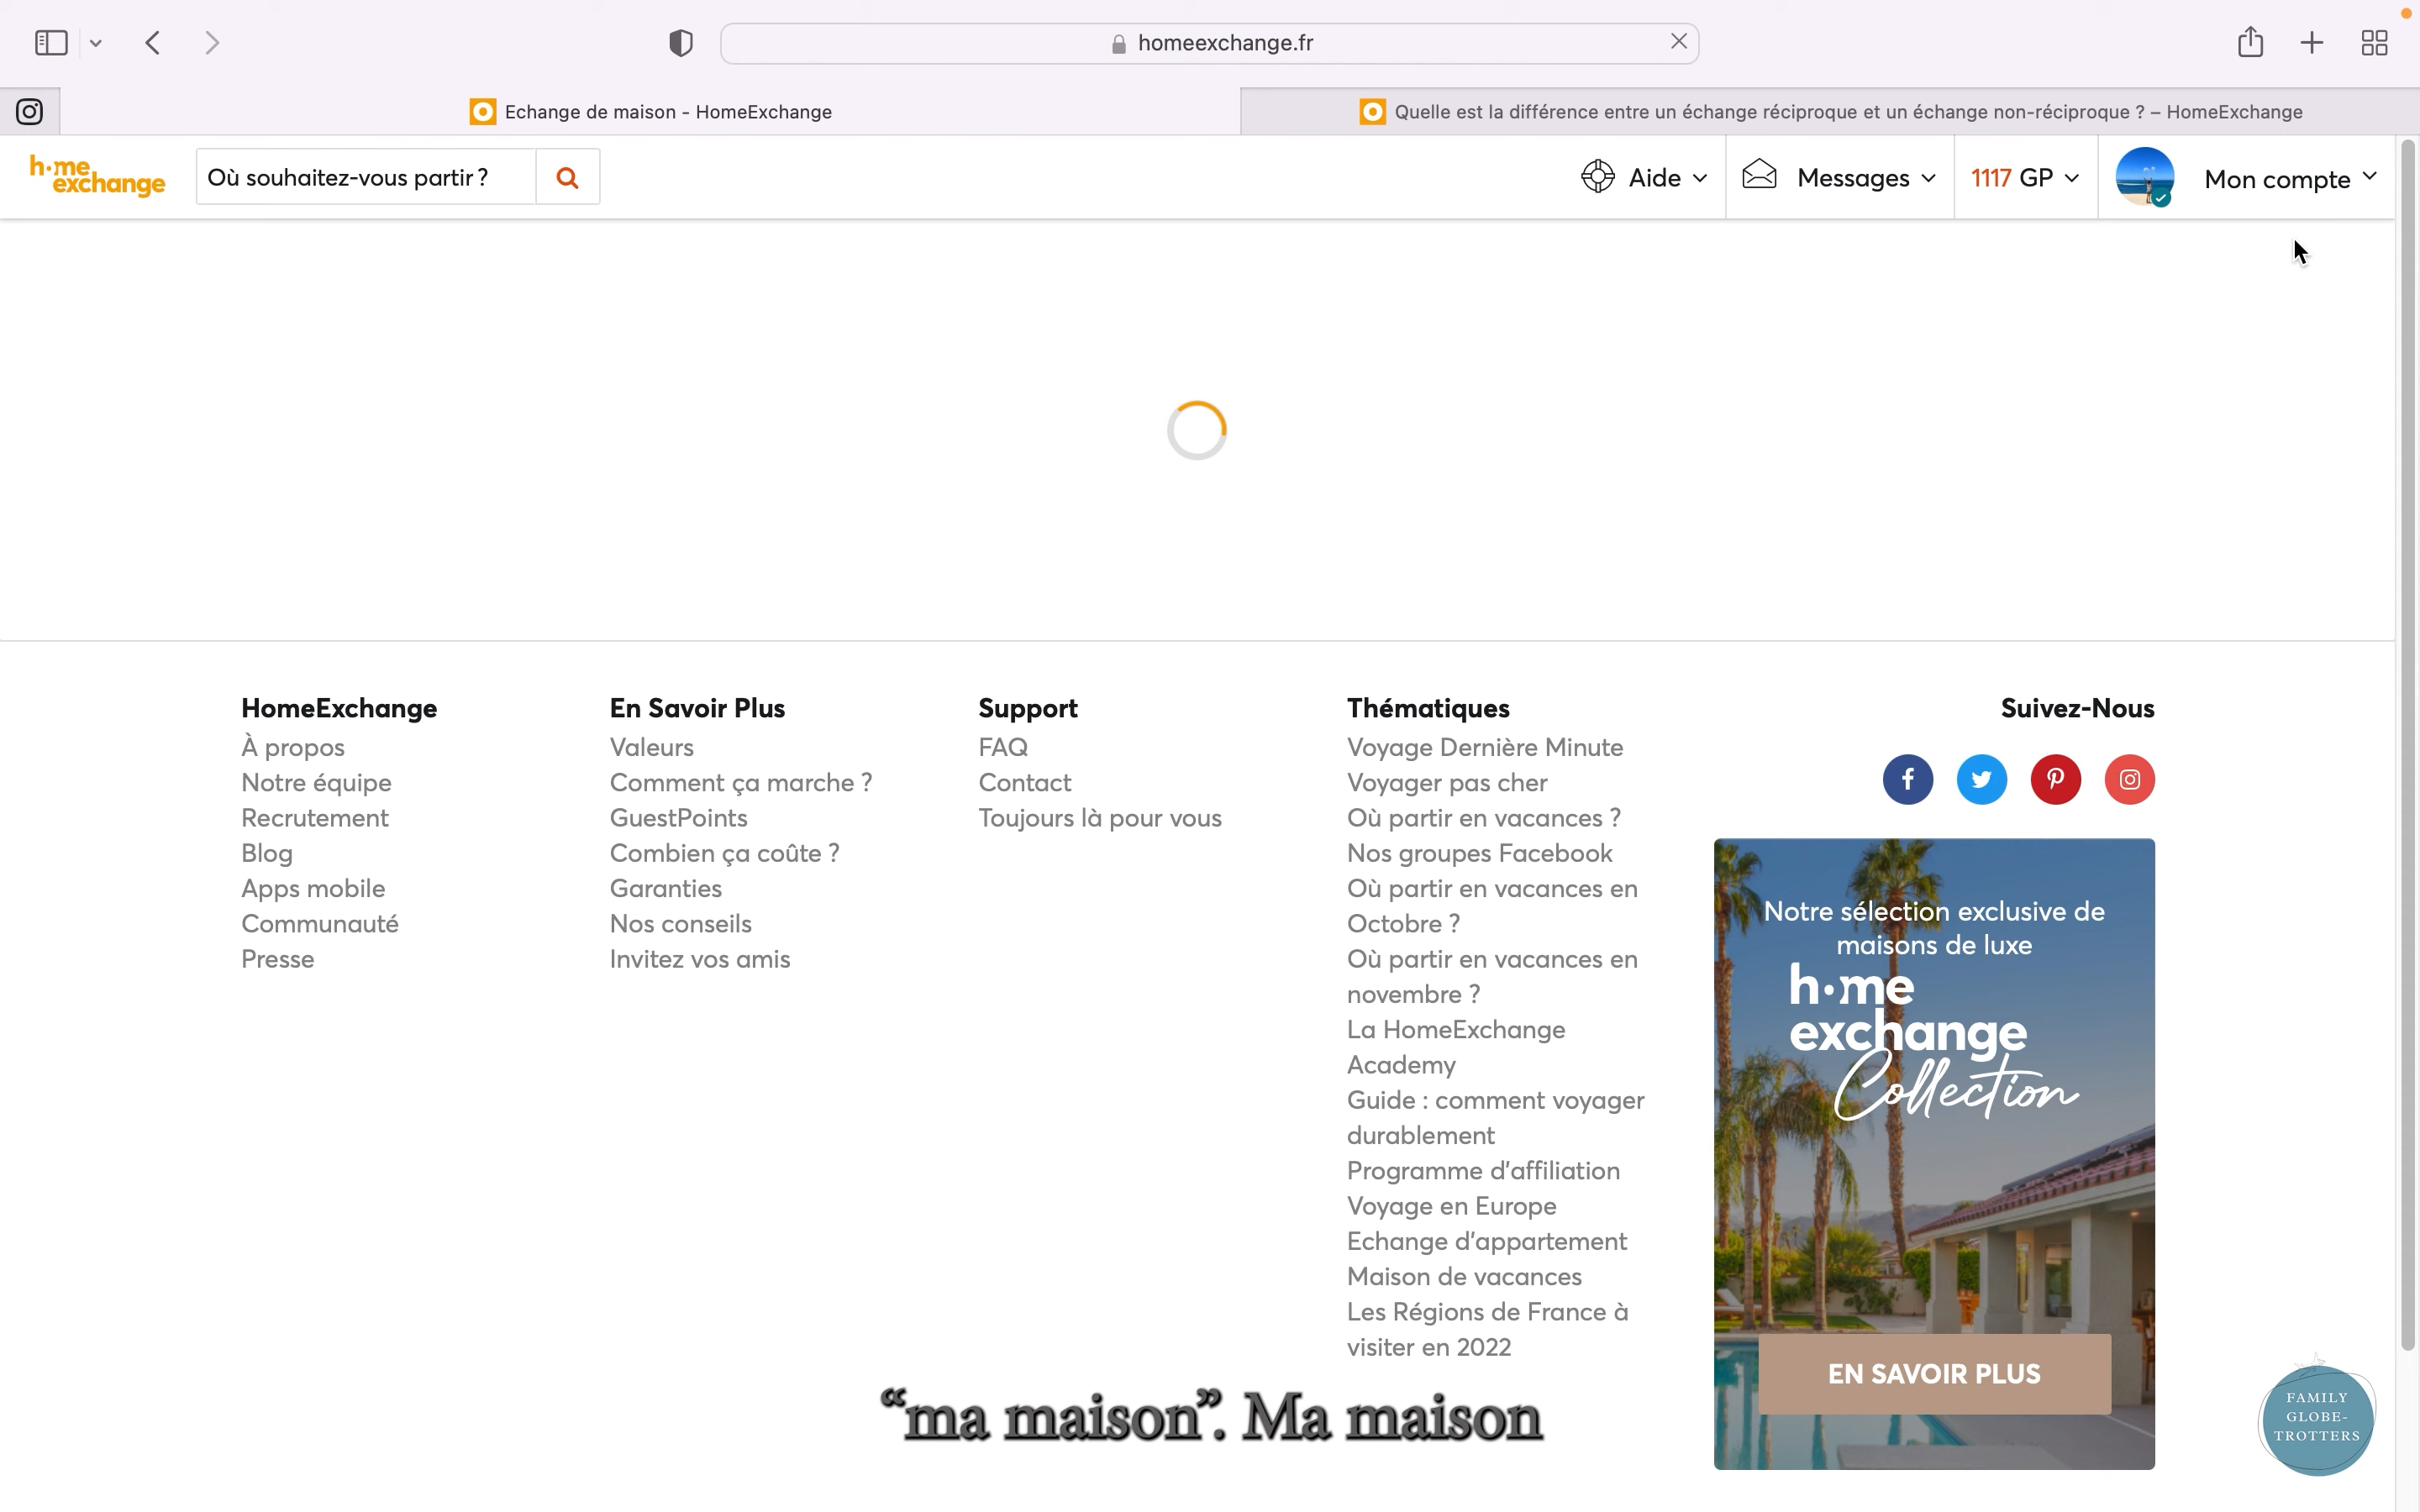 homeexchange.fr
Echange de maison - HomeExchange
Quelle est la différence entre un échange réciproque et un échange non-réciproque ? – HomeExchange
h·me
exchange
Où souhaitez-vous partir ?
Aide
Messages
1117 GP
Mon compte
HomeExchange
À propos
Notre équipe
Recrutement
Blog
Apps mobile
Communauté
Presse
En Savoir Plus
Valeurs
Comment ça marche ?
GuestPoints
Combien ça coûte ?
Garanties
Nos conseils
Invitez vos amis
Support
FAQ
Contact
Toujours là pour vous
Thématiques
Voyage Dernière Minute
Voyager pas cher
Où partir en vacances ?
Nos groupes Facebook
Où partir en vacances en
Octobre ?
Où partir en vacances en
novembre ?
La HomeExchange
Academy
Guide : comment voyager
durablement
Programme d'affiliation
Voyage en Europe
Echange d'appartement
Maison de vacances
Les Régions de France à
visiter en 2022
Suivez-Nous
Notre sélection exclusive de
maisons de luxe
h·me
exchange
Collection
EN SAVOIR PLUS
“ma maison”. Ma maison
FAMILY
GLOBE-
TROTTERS